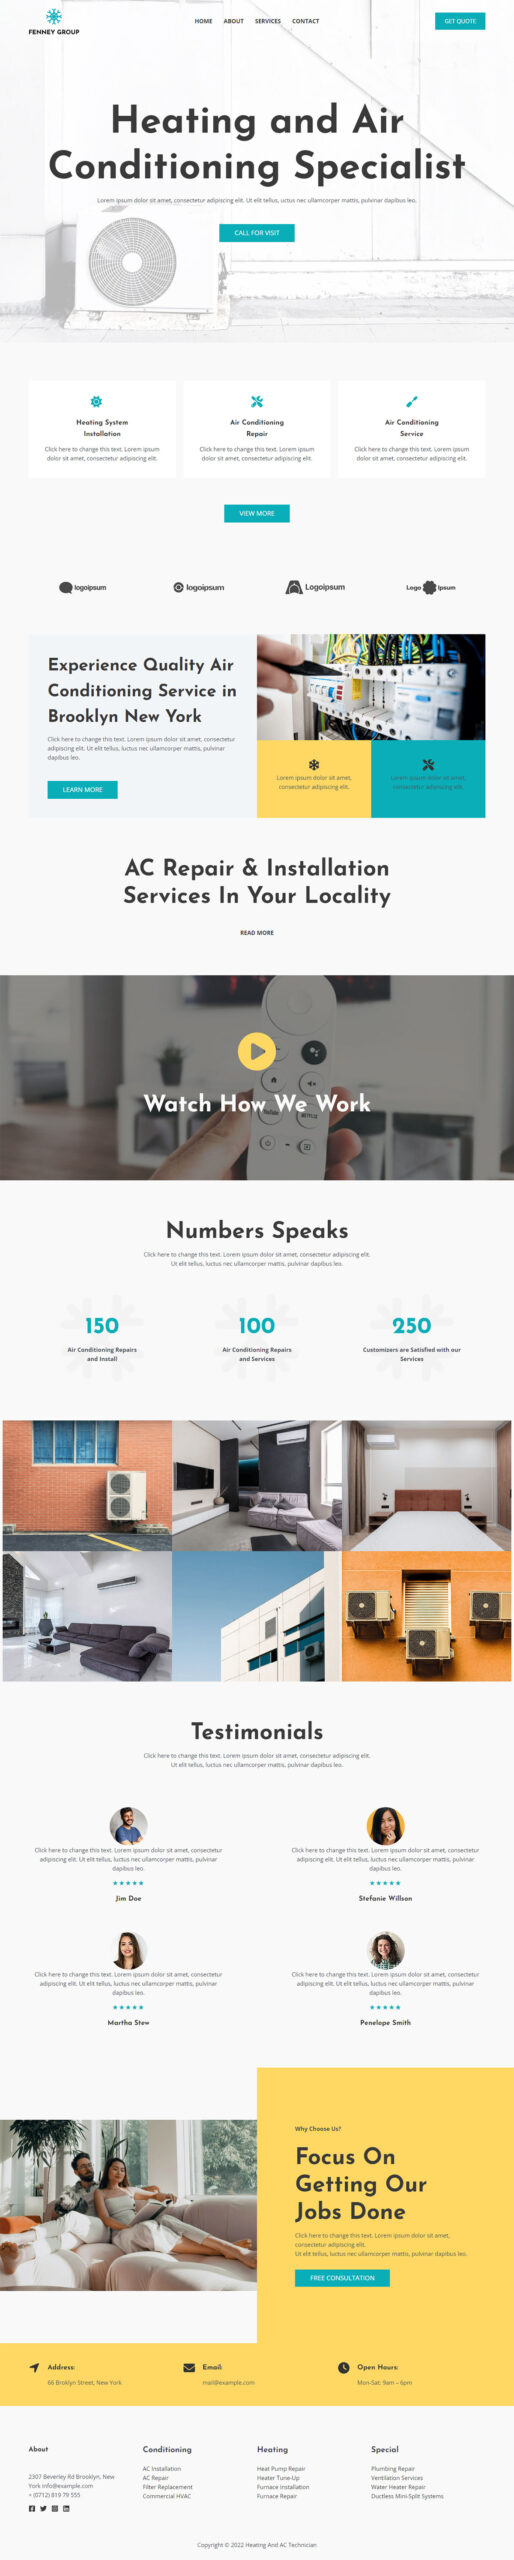 FENNEY GROUP
HOME ABOUT SERVICES CONTACT
GET QUOTE
Heating and Air
Conditioning Specialist
Lorem ipsum dolor sit amet, consectetur adipiscing elit. Ut elit tellus, luctus nec ullamcorper mattis, pulvinar dapibus leo.
CALL FOR VISIT
Heating System
Installation
Click here to change this text. Lorem ipsum
dolor sit amet, consectetur adipiscing elit.
Air Conditioning
Repair
Click here to change this text. Lorem ipsum
dolor sit amet, consectetur adipiscing elit.
Air Conditioning
Service
Click here to change this text. Lorem ipsum
dolor sit amet, consectetur adipiscing elit.
VIEW MORE
logoipsum
logoipsum
Logoipsum
Logo Ipsum
Experience Quality Air
Conditioning Service in
Brooklyn New York
Click here to change this text. Lorem ipsum dolor sit amet, consectetur
adipiscing elit. Ut elit tellus, luctus nec ullamcorper mattis, pulvinar
dapibus leo.
LEARN MORE
Lorem ipsum dolor sit amet,
consectetur adipiscing elit.
Lorem ipsum dolor sit amet,
consectetur adipiscing elit.
AC Repair & Installation
Services In Your Locality
READ MORE
Watch How We Work
NETFLIX
Numbers Speaks
Click here to change this text. Lorem ipsum dolor sit amet, consectetur adipiscing elit.
Ut elit tellus, luctus nec ullamcorper mattis, pulvinar dapibus leo.
150
Air Conditioning Repairs
and Install
100
Air Conditioning Repairs
and Services
250
Customizers are Satisfied with our
Services
Testimonials
Click here to change this text. Lorem ipsum dolor sit amet, consectetur adipiscing elit.
Ut elit tellus, luctus nec ullamcorper mattis, pulvinar dapibus leo.
Click here to change this text. Lorem ipsum dolor sit amet, consectetur
adipiscing elit. Ut elit tellus, luctus nec ullamcorper mattis, pulvinar
dapibus leo.
Jim Doe
Click here to change this text. Lorem ipsum dolor sit amet, consectetur
adipiscing elit. Ut elit tellus, luctus nec ullamcorper mattis, pulvinar
dapibus leo.
Stefanie Willson
Click here to change this text. Lorem ipsum dolor sit amet, consectetur
adipiscing elit. Ut elit tellus, luctus nec ullamcorper mattis, pulvinar
dapibus leo.
Martha Stew
Click here to change this text. Lorem ipsum dolor sit amet, consectetur
adipiscing elit. Ut elit tellus, luctus nec ullamcorper mattis, pulvinar
dapibus leo.
Penelope Smith
Why Choose Us?
Focus On
Getting Our
Jobs Done
Click here to change this text. Lorem ipsum dolor sit amet,
consectetur adipiscing elit.
Ut elit tellus, luctus nec ullamcorper mattis, pulvinar dapibus leo.
FREE CONSULTATION
Address:
66 Broklyn Street, New York
Email:
mail@example.com
Open Hours:
Mon-Sat: 9am – 6pm
About
2307 Beverley Rd Brooklyn, New
York info@example.com
+ (0712) 819 79 555
Conditioning
AC Installation
AC Repair
Filter Replacement
Commercial HVAC
Heating
Heat Pump Repair
Heater Tune-Up
Furnace Installation
Furnace Repair
Special
Plumbing Repair
Ventilation Services
Water Heater Repair
Ductless Mini-Split Systems
Copyright © 2022 Heating And AC Technician